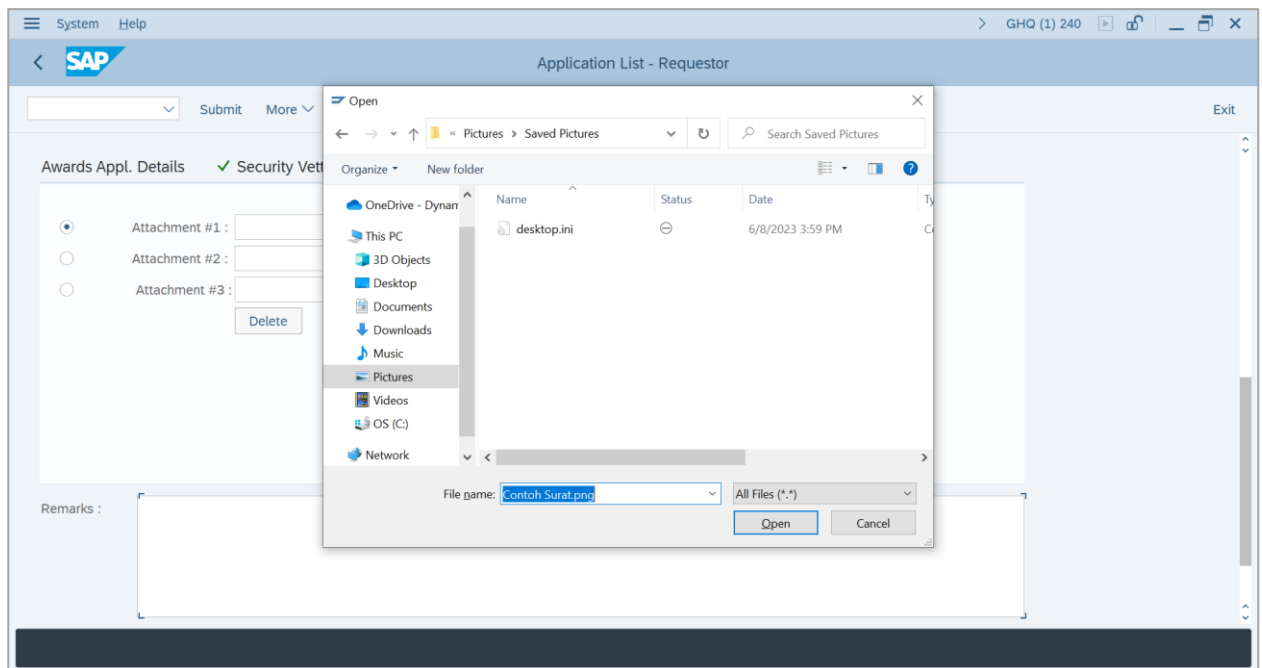 System Help GHQ (1) 240
SAP Application List - Requestor
Submit More Exit
Awards Appl. Details Security Vett
Attachment #1 :
Attachment #2 :
Attachment #3 :
Delete
Remarks :
Open
« Pictures > Saved Pictures Search Saved Pictures
Organize New folder
OneDrive - Dynam
This PC
3D Objects
Desktop
Documents
Downloads
Music
Pictures
Videos
OS (C:)
Network
Name Status Date Ty
desktop.ini 6/8/2023 3:59 PM
File name: Contoh Surat.png All Files (*.*)
Open Cancel